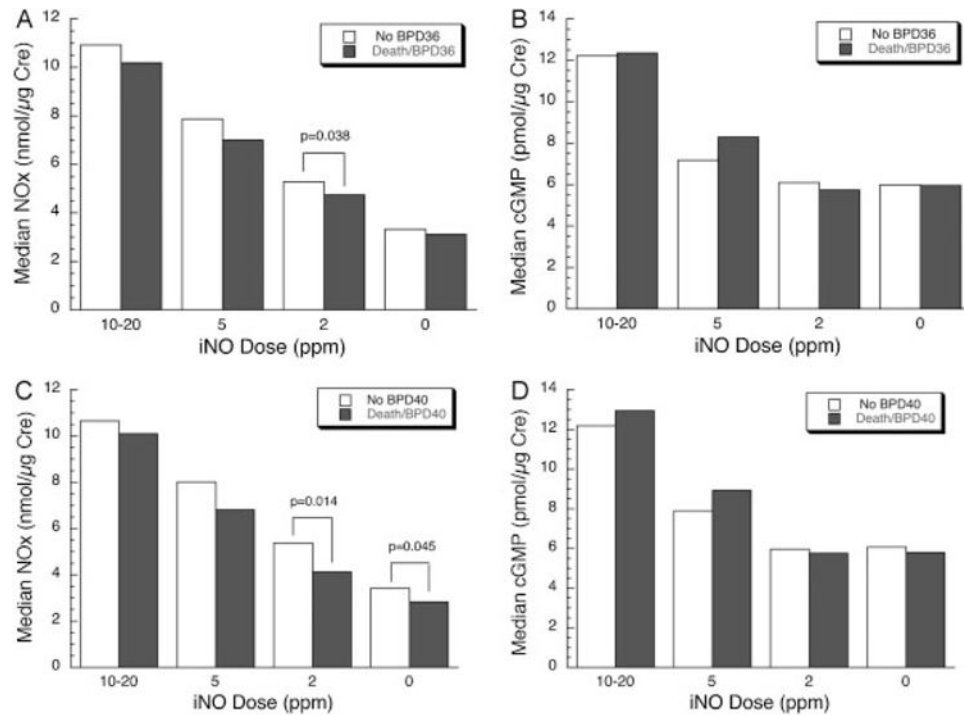 A
No BPD36
Death/BPD36
Median NOx (nmol/µg Cre)
12
10
8
6
4
2
0
p=0.038
10-20 5 2 0
iNO Dose (ppm)
B
No BPD36
Death/BPD36
Median cGMP (pmol/µg Cre)
14
12
10
8
6
4
2
0
10-20 5 2 0
iNO Dose (ppm)
C
No BPD40
Death/BPD40
Median NOx (nmol/µg Cre)
12
10
8
6
4
2
0
p=0.014
p=0.045
10-20 5 2 0
iNO Dose (ppm)
D
No BPD40
Death/BPD40
Median cGMP (pmol/µg Cre)
14
12
10
8
6
4
2
0
10-20 5 2 0
iNO Dose (ppm)